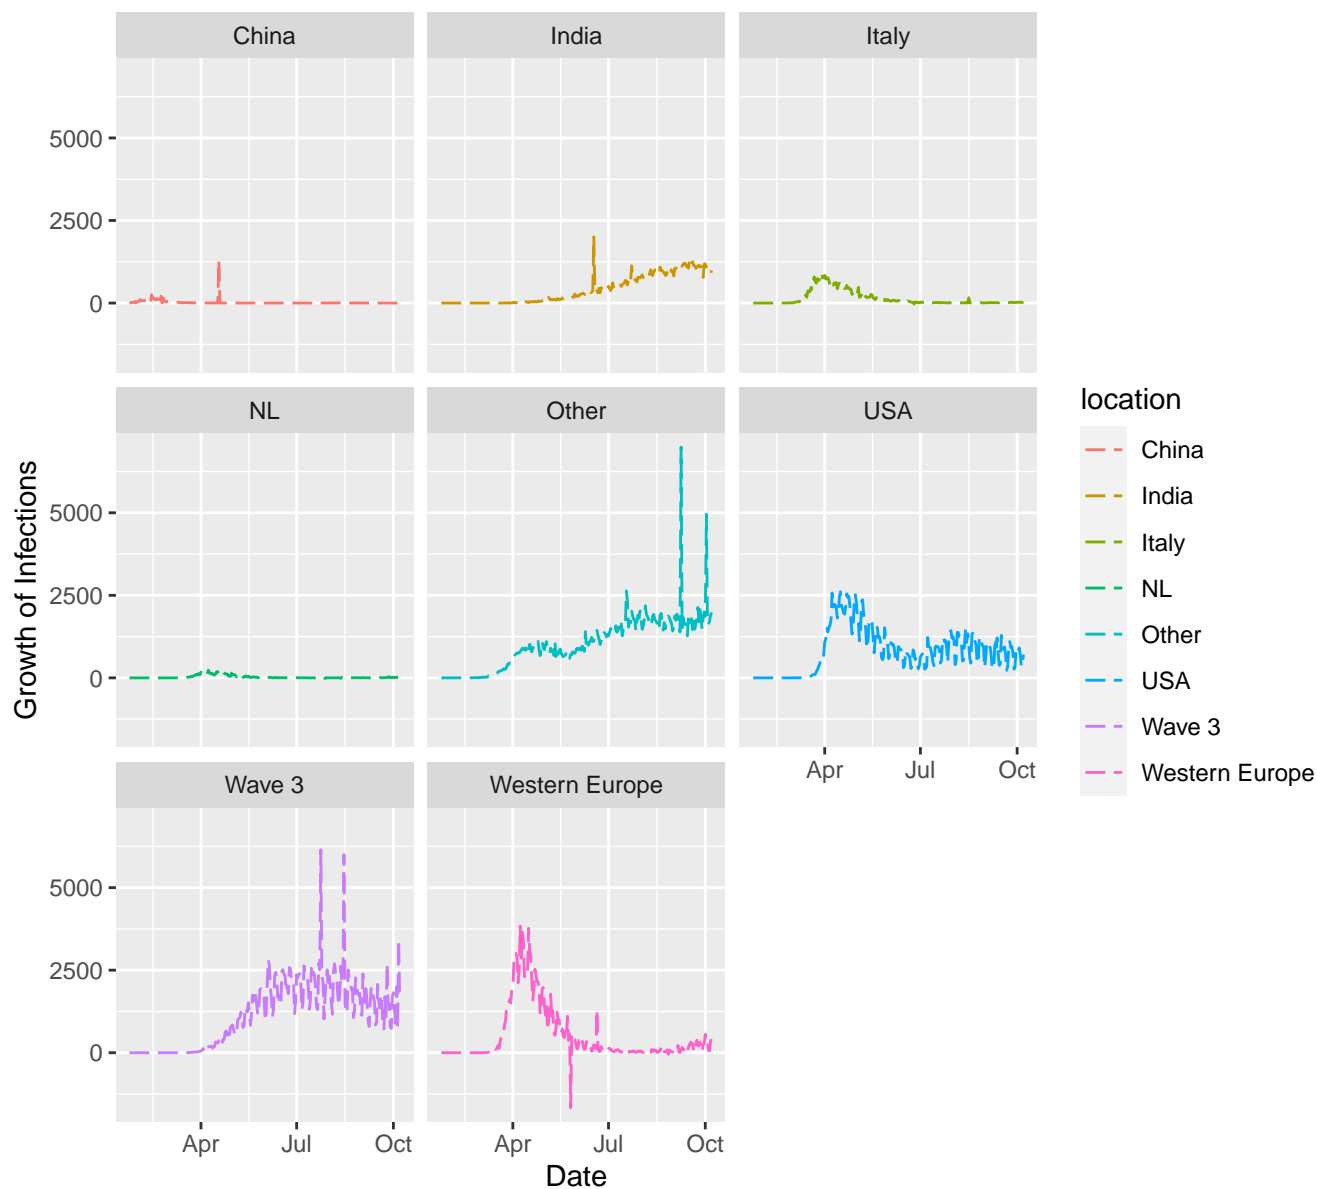 China
India
Italy
5000
2500
0
NL
Other
USA
5000
2500
0
Apr
Jul
Oct
Wave 3
Western Europe
5000
2500
0
Apr
Jul
Oct
Apr
Jul
Oct
Date
Growth of Infections
location
China
India
Italy
NL
Other
USA
Wave 3
Western Europe